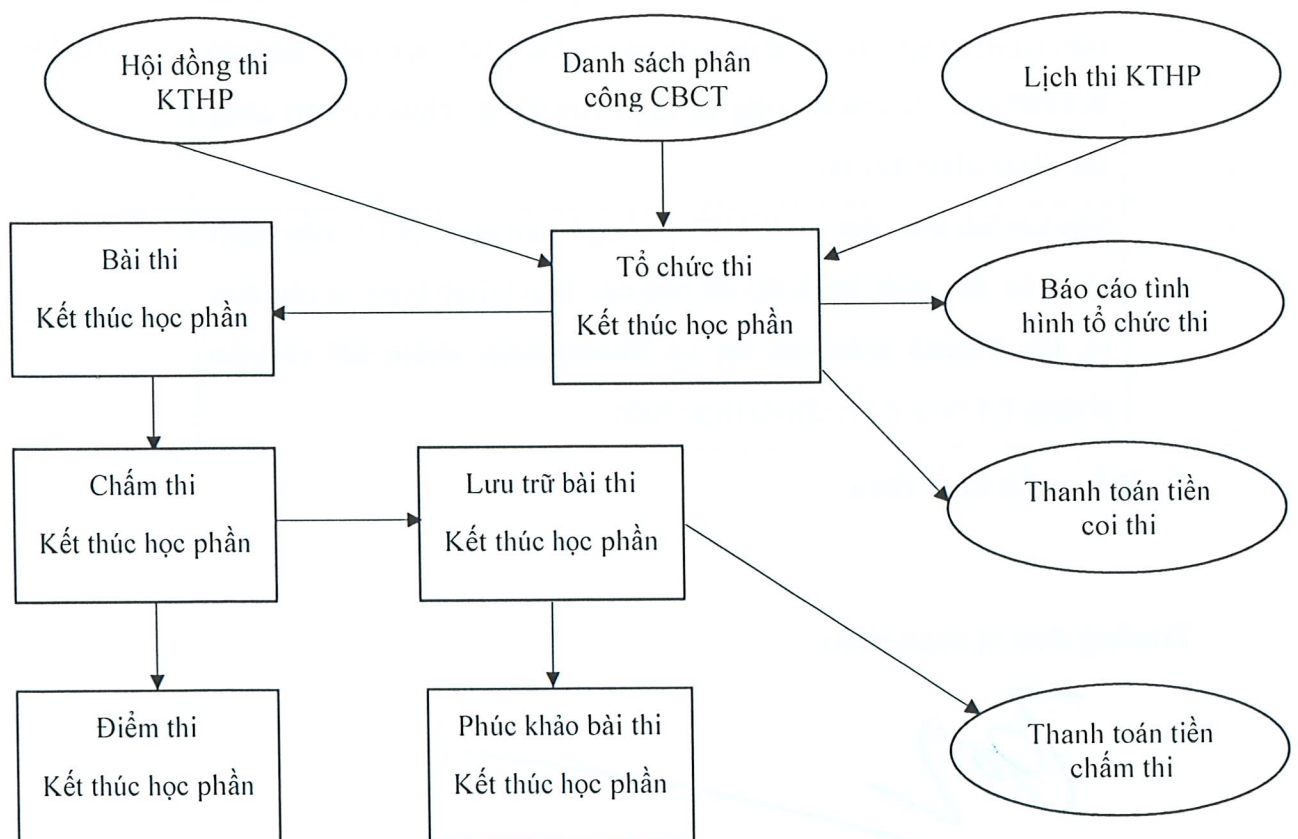 Hội đồng thi
KTHP
Danh sách phân
công CBCT
Lịch thi KTHP
Bài thi
Kết thúc học phần
Tổ chức thi
Kết thúc học phần
Báo cáo tình
hình tổ chức thi
Chấm thi
Kết thúc học phần
Lưu trữ bài thi
Kết thúc học phần
Thanh toán tiền
coi thi
Điểm thi
Kết thúc học phần
Phúc khảo bài thi
Kết thúc học phần
Thanh toán tiền
chấm thi